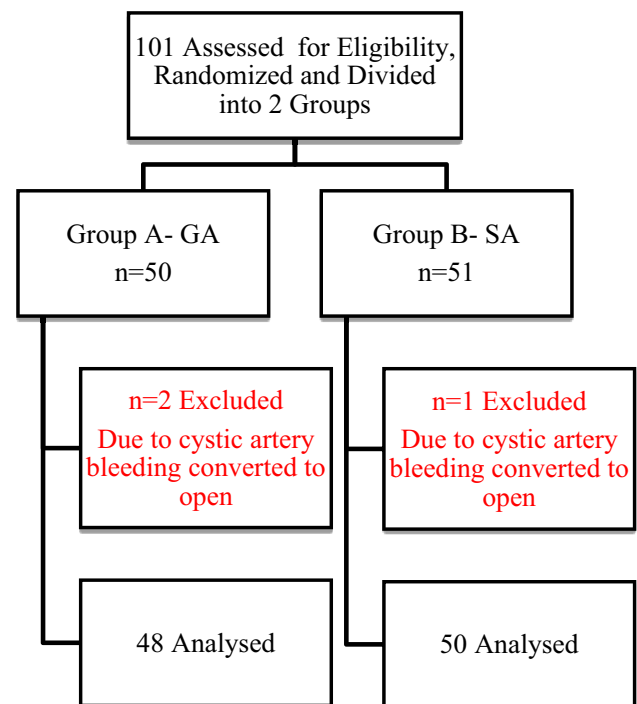 101 Assessed for Eligibility,
Randomized and Divided
into 2 Groups
Group A- GA
n=50
Group B- SA
n=51
n=2 Excluded
Due to cystic artery
bleeding converted to
open
n=1 Excluded
Due to cystic artery
bleeding converted to
open
48 Analysed
50 Analysed